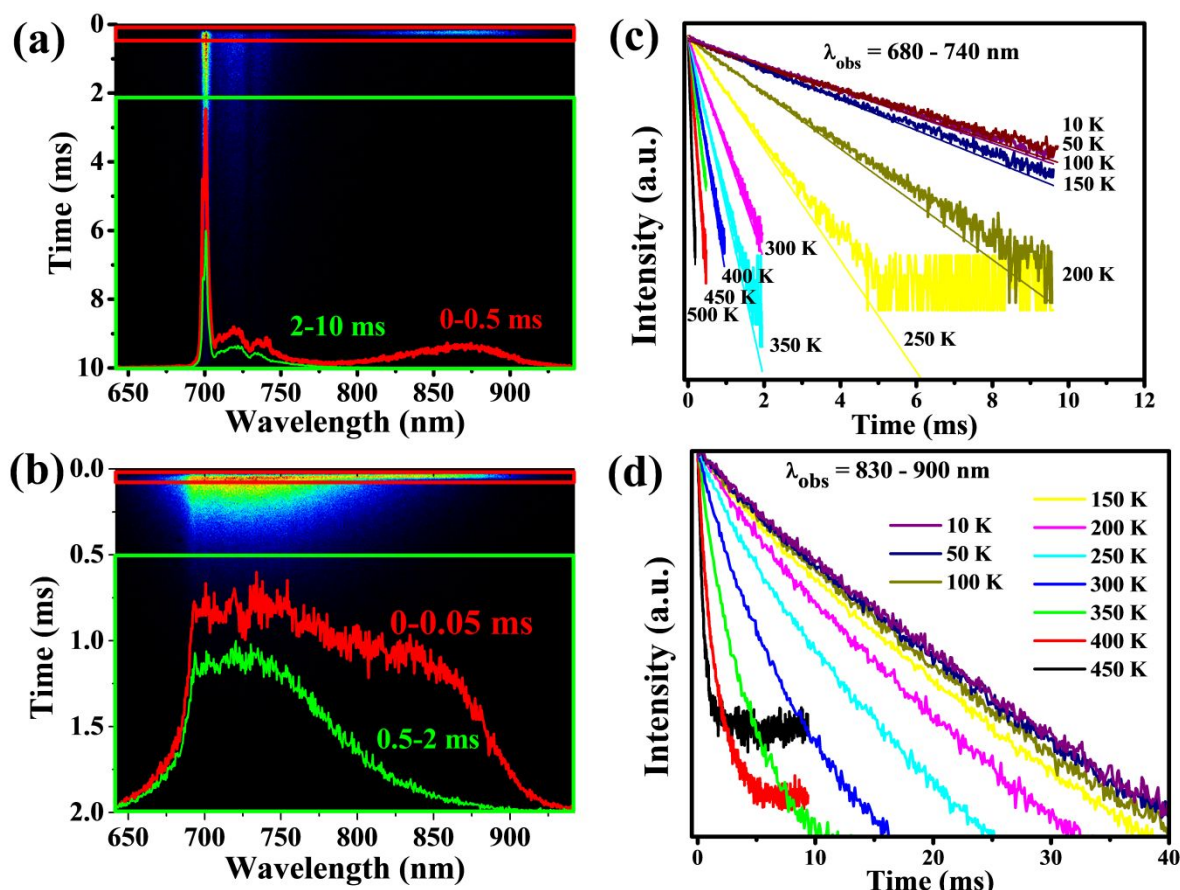 (a)
0
2
4
6
8
10
Time (ms)
2-10 ms
0-0.5 ms
650 700 750 800 850 900
Wavelength (nm)
(c)
λobs = 680 - 740 nm
Intensity (a.u.)
10 K
50 K
100 K
150 K
200 K
250 K
300 K
400 K
450 K
500 K
350 K
0 2 4 6 8 10 12
Time (ms)
(b)
0.0
0.5
1.0
1.5
2.0
Time (ms)
0-0.05 ms
0.5-2 ms
650 700 750 800 850 900
Wavelength (nm)
(d)
λobs = 830 - 900 nm
Intensity (a.u.)
10 K
50 K
100 K
150 K
200 K
250 K
300 K
350 K
400 K
450 K
0 10 20 30 40
Time (ms)